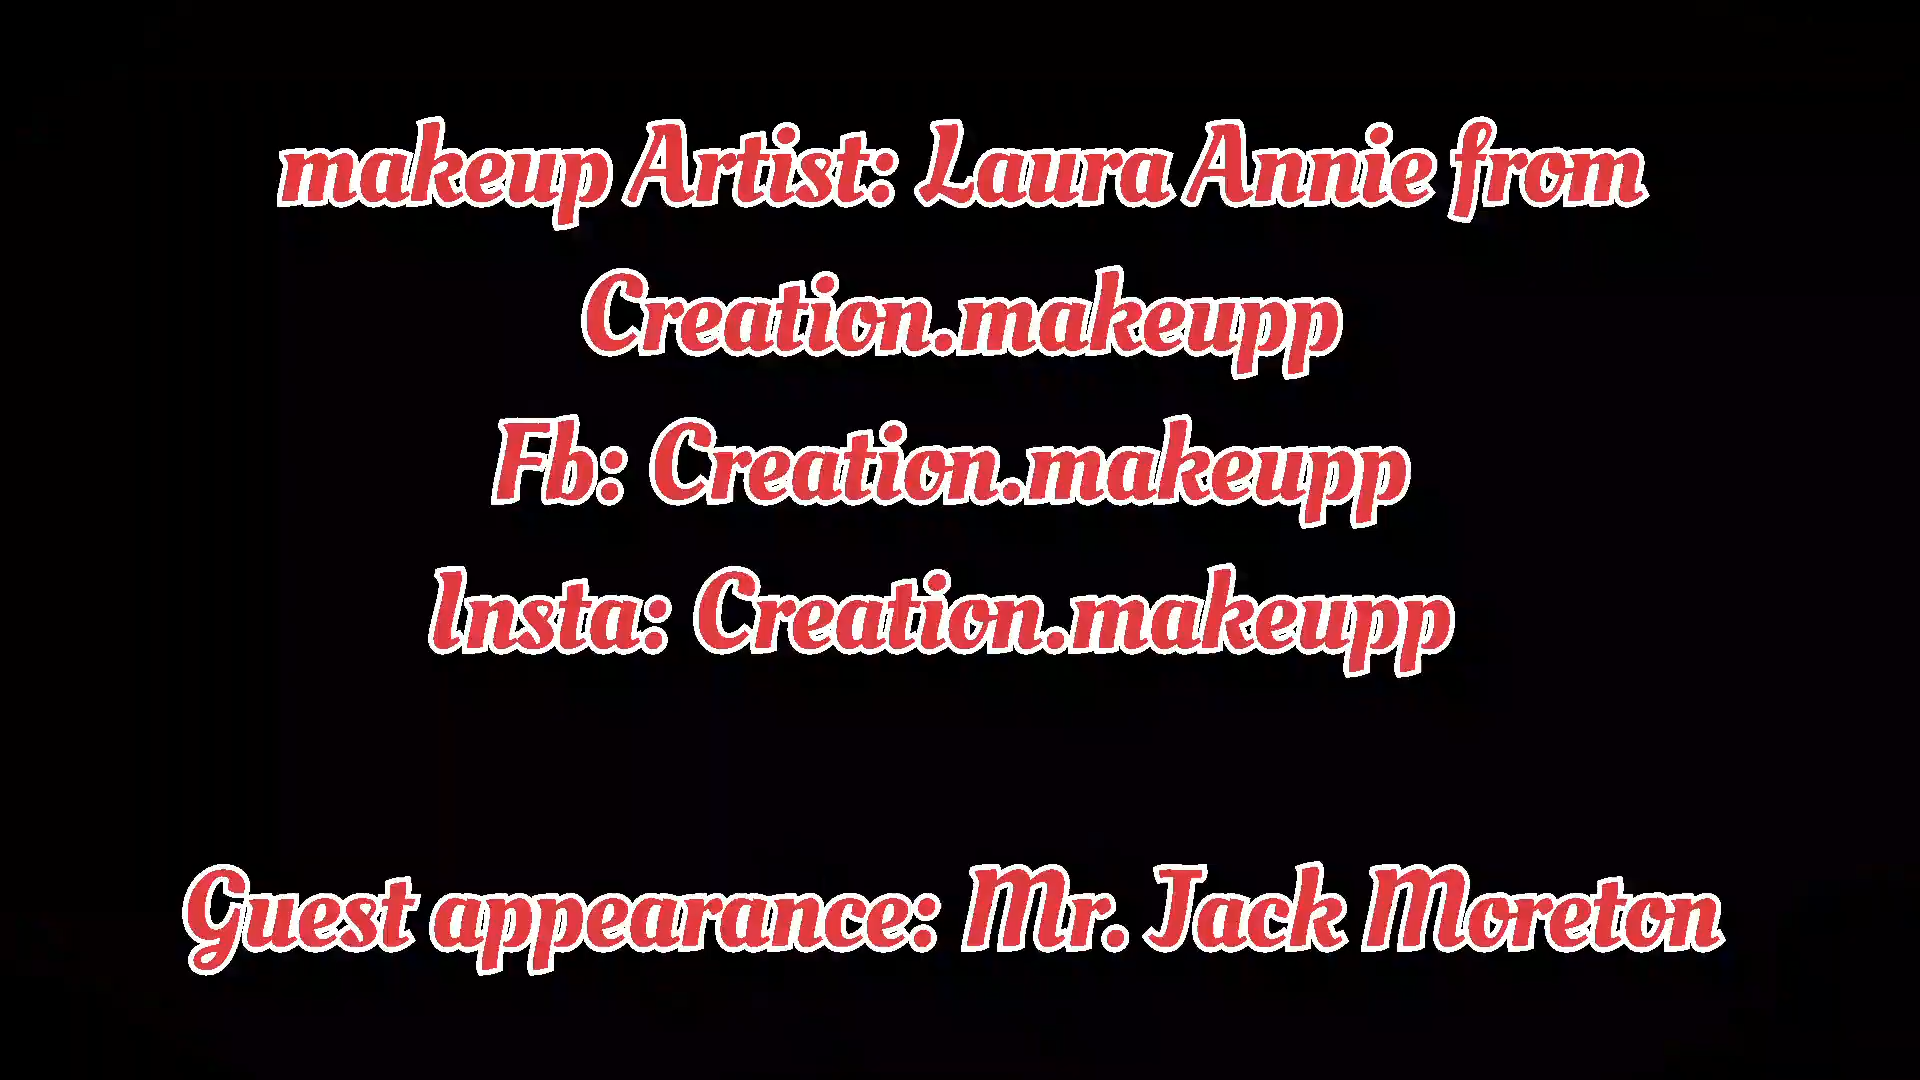 makeup Artist: Laura Annie from
Creation.makeupp
Fb: Creation.makeupp
Insta: Creation.makeupp
Guest appearance: Mr. Jack Moreton